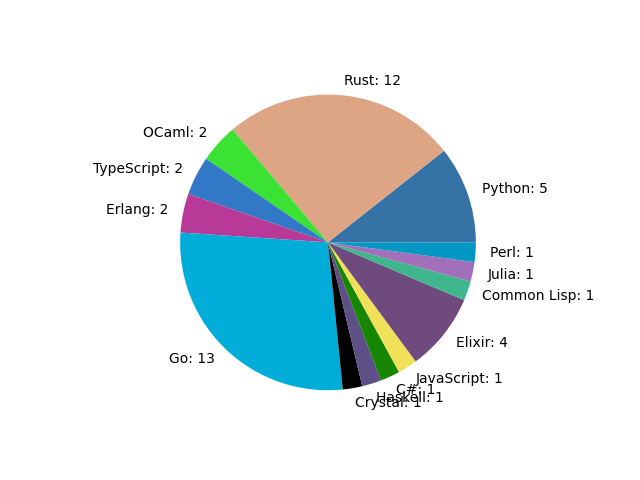 Rust: 12
OCaml: 2
TypeScript: 2
Erlang: 2
Go: 13
Crystal: 1
Haskell: 1
C#: 1
JavaScript: 1
Elixir: 4
Common Lisp: 1
Julia: 1
Perl: 1
Python: 5